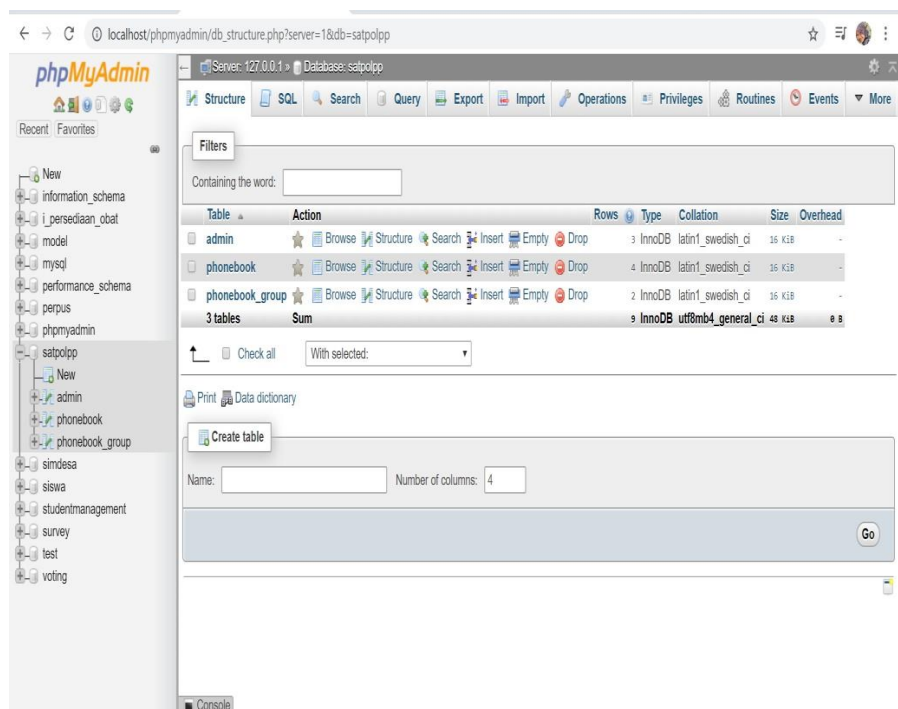 localhost/phpmyadmin/db_structure.php?server=1&db=satpolpp
phpMyAdmin
Recent Favorites
New
information_schema
i_persediaan_obat
model
mysql
performance_schema
perpus
phpmyadmin
satpolpp
New
admin
phonebook
phonebook_group
simdesa
siswa
studentmanagement
survey
test
voting
Server: 127.0.0.1 » Database: satpolpp
Structure SQL Search Query Export Import Operations Privileges Routines Events More
Filters
Containing the word:
Table Action Rows Type Collation Size Overhead
admin Browse Structure Search Insert Empty Drop 3 InnoDB latin1_swedish_ci 16 KiB -
phonebook Browse Structure Search Insert Empty Drop 4 InnoDB latin1_swedish_ci 16 KiB -
phonebook_group Browse Structure Search Insert Empty Drop 2 InnoDB latin1_swedish_ci 16 KiB -
3 tables Sum 9 InnoDB utf8mb4_general_ci 48 KiB 0 B
Check all With selected:
Print Data dictionary
Create table
Name: Number of columns: 4
Go
Console